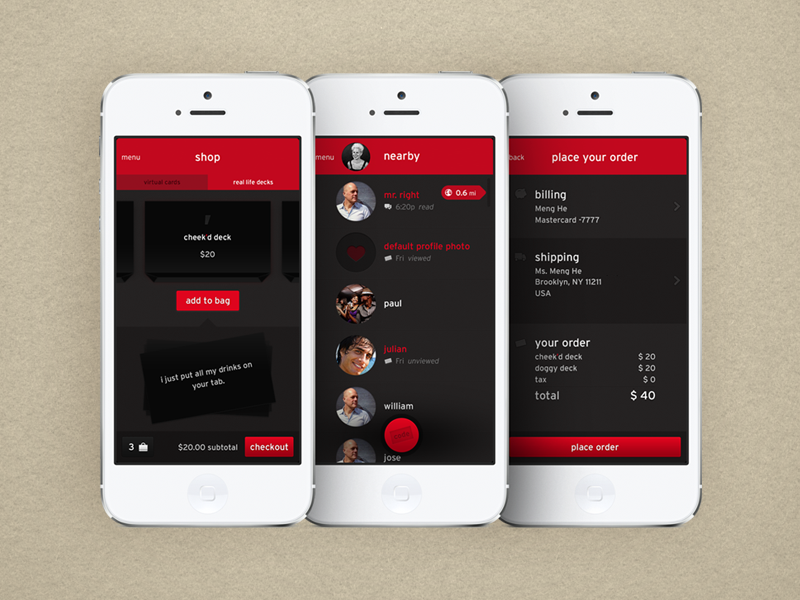 menu
shop
virtual cards
real life decks
cheek'd deck
$20
add to bag
i just put all my drinks on
your tab.
3
$20.00 subtotal
checkout
menu
nearby
mr. right
6:20p read
0.6 mi
default profile photo
Fri viewed
paul
julian
Fri unviewed
william
jose
back
place your order
billing
Meng He
Mastercard -7777
shipping
Ms. Meng He
Brooklyn, NY 11211
USA
your order
cheek'd deck $ 20
doggy deck $ 20
tax $ 0
total $ 40
place order